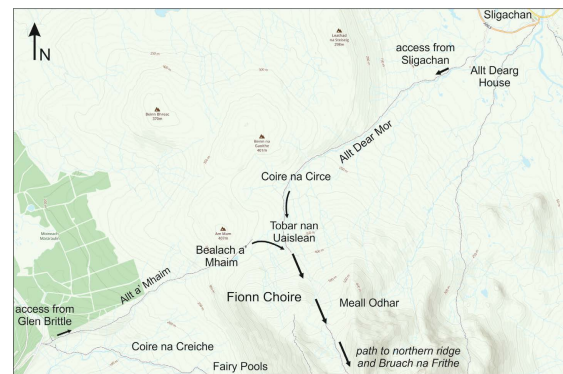 Sligachan
N
access from
Sligachan
Allt Dearg
House
Allt Dear Mor
Coire na Circe
Tobar nan
Uaislean
Bealach a'
Mhaim
Allt a' Mhaim
Fionn Choire
Meall Odhar
access from
Glen Brittle
Coire na Creiche
Fairy Pools
path to northern ridge
and Bruach na Frithe